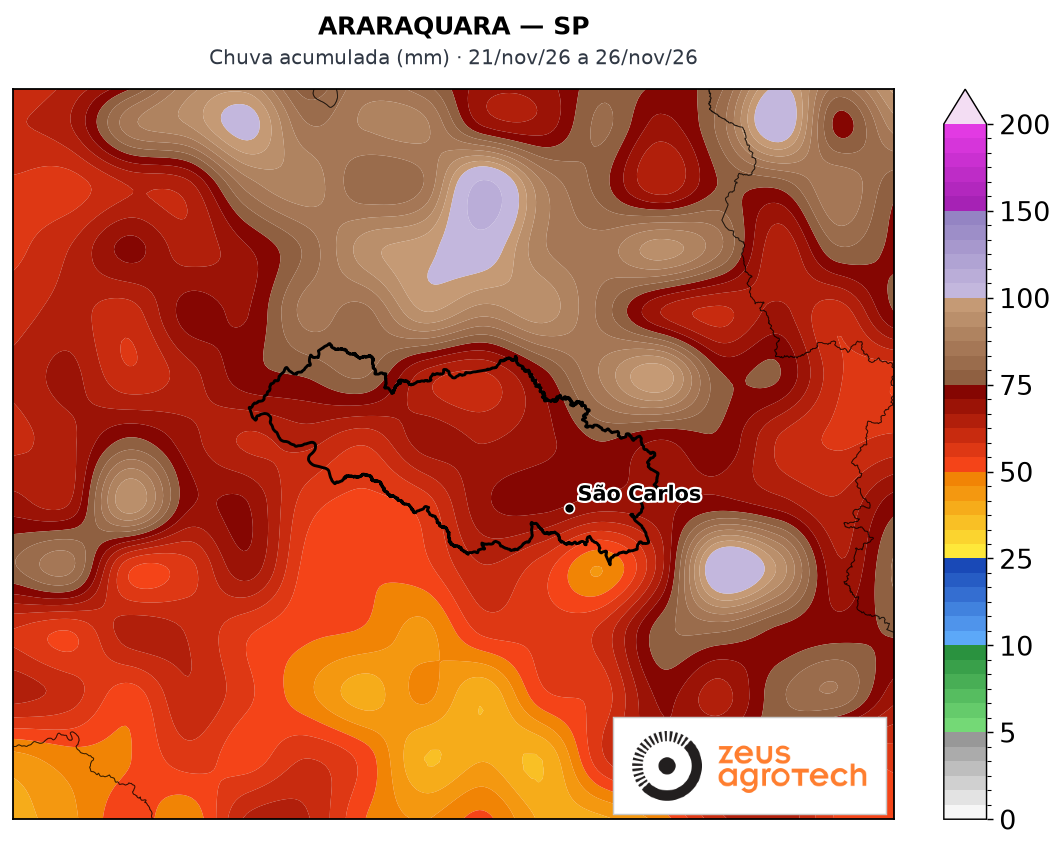 ARARAQUARA — SP
Chuva acumulada (mm) · 21/nov/26 a 26/nov/26
200
150
100
75
50
25
10
5
0
São Carlos
zeus
agrotech